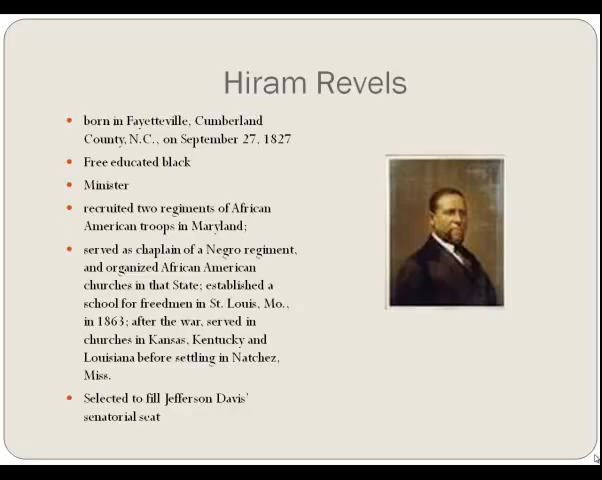 Hiram Revels
born in Fayetteville, Cumberland
County, N.C., on September 27, 1827
Free educated black
Minister
recruited two regiments of African
American troops in Maryland;
served as chaplain of a Negro regiment,
and organized African American
churches in that State; established a
school for freedmen in St. Louis, Mo.,
in 1863; after the war, served in
churches in Kansas, Kentucky and
Louisiana before settling in Natchez,
Miss.
Selected to fill Jefferson Davis’
senatorial seat